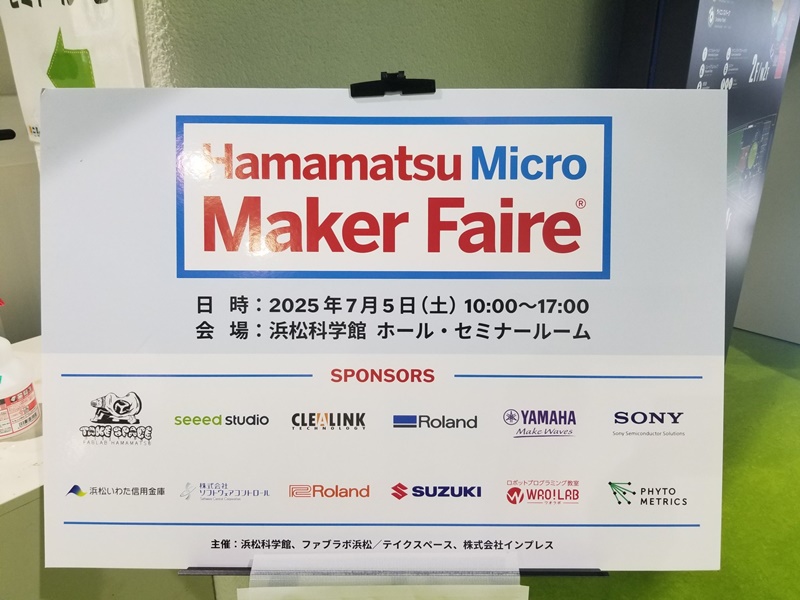 Hamamatsu Micro
Maker Faire®
日 時：2025年7月5日(土) 10:00〜17:00
会 場：浜松科学館 ホール・セミナールーム
SPONSORS
TAKE SPACE
FABLAB HAMAMATSU
seeed studio
CLEALINK
TECHNOLOGY
Roland
YAMAHA
Make Waves
SONY
Sony Semiconductor Solutions
浜松いわた信用金庫
株式会社
ソフトウェアコントロール
Roland
SUZUKI
ロボットプログラミング教室
WRO!LAB
PHYTO
METRICS
主催：浜松科学館、ファブラボ浜松／テイクスペース、株式会社インプレス